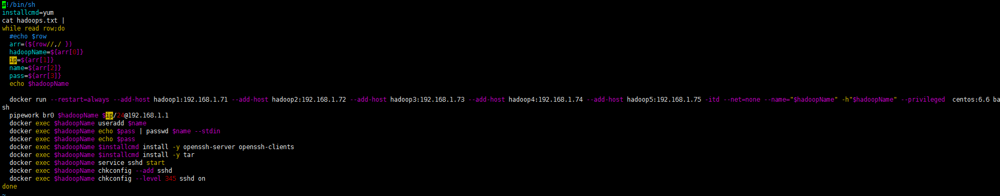 #!/bin/sh
installcmd=yum
cat hadoops.txt |
while read row;do
  #echo $row
  arr=(${row//,/ })
  hadoopName=${arr[0]}
  ip=${arr[1]}
  name=${arr[2]}
  pass=${arr[3]}
  echo $hadoopName

  docker run --restart=always --add-host hadoop1:192.168.1.71 --add-host hadoop2:192.168.1.72 --add-host hadoop3:192.168.1.73 --add-host hadoop4:192.168.1.74 --add-host hadoop5:192.168.1.75 -itd --net=none --name="$hadoopName" -h"$hadoopName" --privileged  centos:6.6 ba
sh
  pipework br0 $hadoopName $ip/24@192.168.1.1
  docker exec $hadoopName useradd $name
  docker exec $hadoopName echo $pass | passwd $name --stdin
  docker exec $hadoopName echo $pass
  docker exec $hadoopName $installcmd install -y openssh-server openssh-clients
  docker exec $hadoopName $installcmd install -y tar
  docker exec $hadoopName service sshd start
  docker exec $hadoopName chkconfig --add sshd
  docker exec $hadoopName chkconfig --level 345 sshd on
done
~